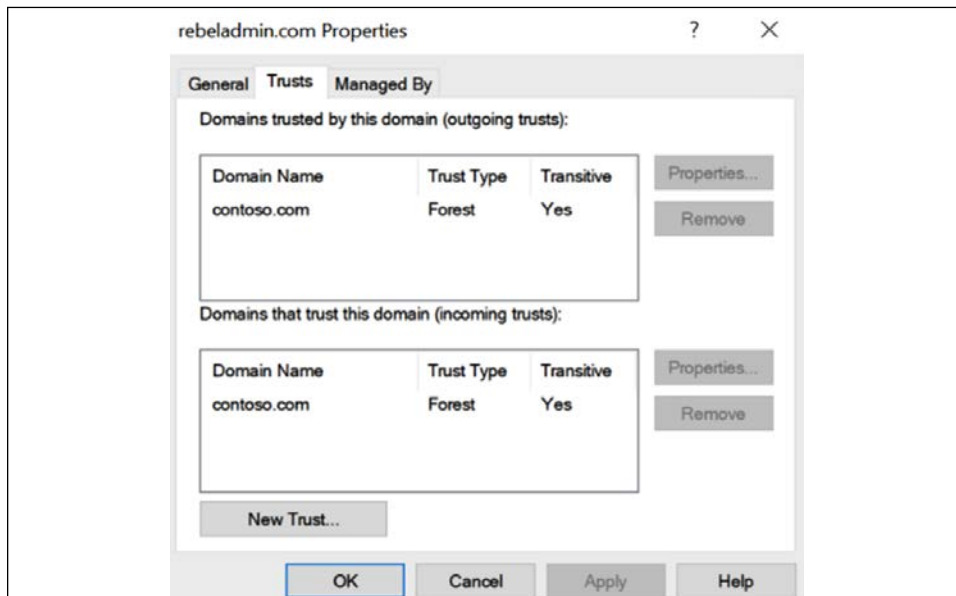 rebeladmin.com Properties ?
General Trusts Managed By
Domains trusted by this domain (outgoing trusts):
Domain Name Trust Type Transitive
contoso.com Forest Yes
Properties...
Remove
Domains that trust this domain (incoming trusts):
Domain Name Trust Type Transitive
contoso.com Forest Yes
Properties...
Remove
New Trust...
OK Cancel Apply Help